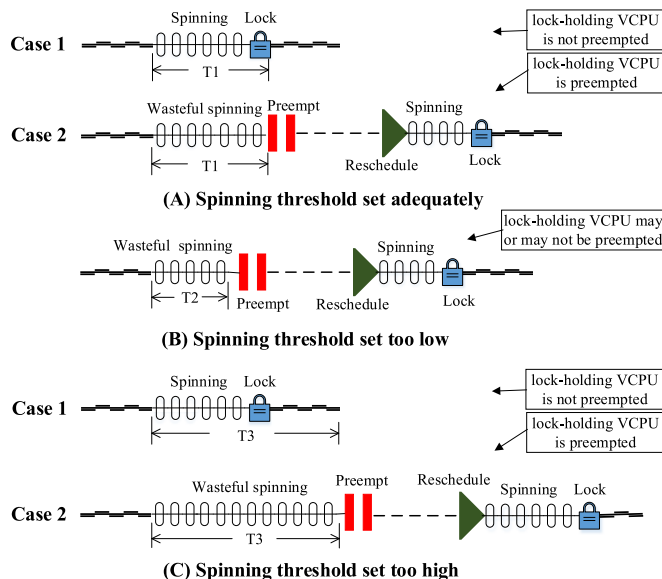 Spinning Lock
Case 1
T1
lock-holding VCPU
is not preempted
lock-holding VCPU
is preempted
Wasteful spinning Preempt
Spinning
Case 2
T1
Reschedule
Lock
(A) Spinning threshold set adequately
lock-holding VCPU may
or may not be preempted
Wasteful spinning
Spinning
T2
Preempt
Reschedule
Lock
(B) Spinning threshold set too low
Spinning Lock
Case 1
T3
lock-holding VCPU
is not preempted
lock-holding VCPU
is preempted
Wasteful spinning
Preempt
Reschedule
Spinning
Lock
Case 2
T3
(C) Spinning threshold set too high